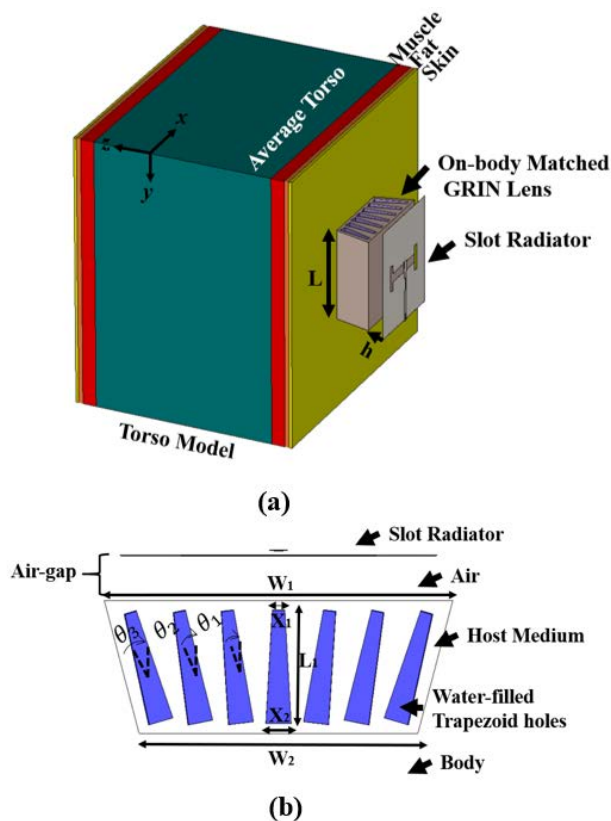 Muscle
Fat
Skin
Average Torso
x
z
y
On-body Matched
GRIN Lens
Slot Radiator
L
h
Torso Model
(a)
Slot Radiator
Air-gap
Air
W1
θ3
θ2
θ1
X1
Host Medium
L1
Water-filled
Trapezoid holes
X2
W2
Body
(b)